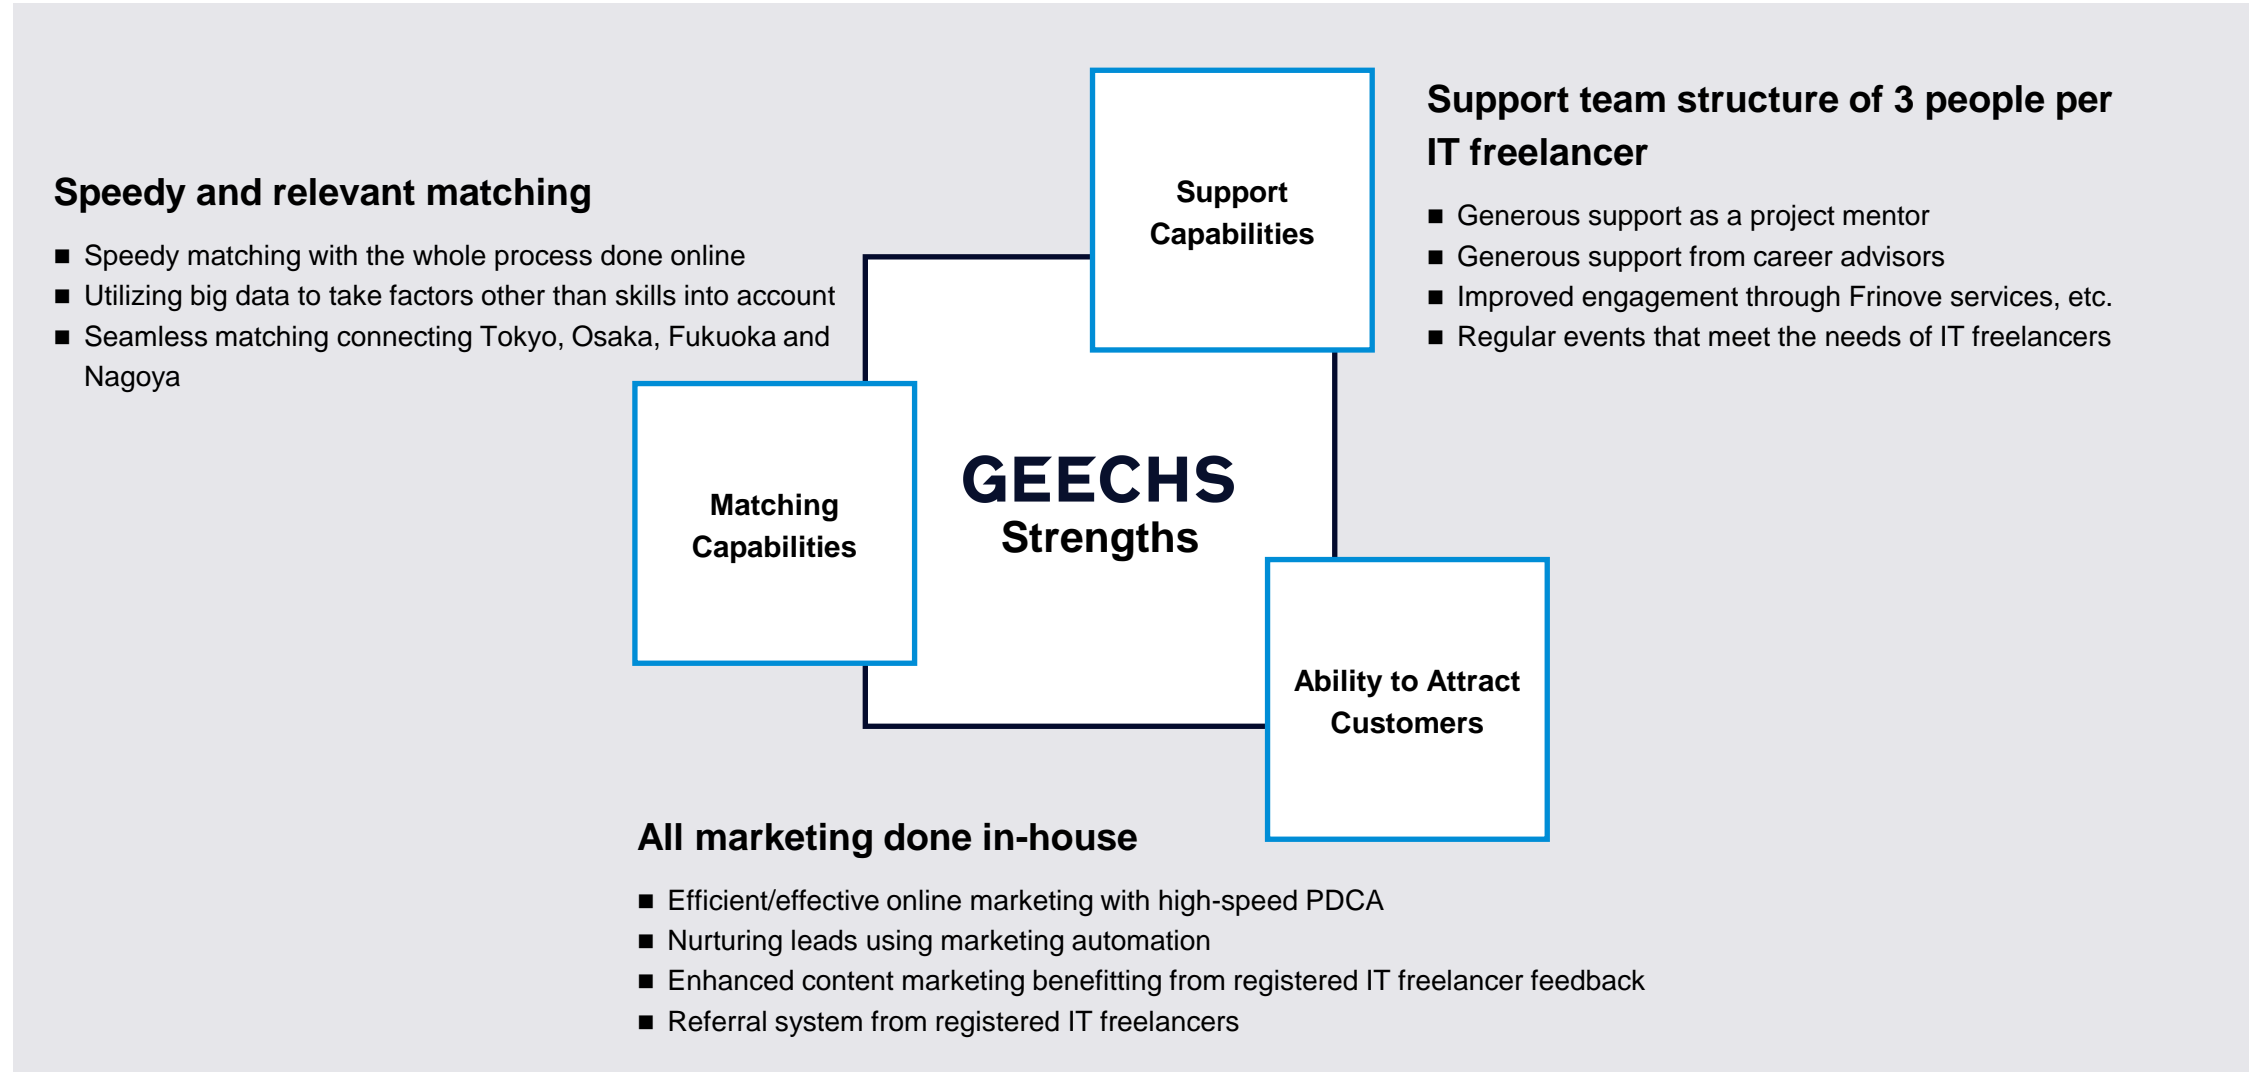 Speedy and relevant matching
■ Speedy matching with the whole process done online
■ Utilizing big data to take factors other than skills into account
■ Seamless matching connecting Tokyo, Osaka, Fukuoka and
Nagoya
Support
Capabilities
Support team structure of 3 people per
IT freelancer
■ Generous support as a project mentor
■ Generous support from career advisors
■ Improved engagement through Frinove services, etc.
■ Regular events that meet the needs of IT freelancers
Matching
Capabilities
GEECHS
Strengths
Ability to Attract
Customers
All marketing done in-house
■ Efficient/effective online marketing with high-speed PDCA
■ Nurturing leads using marketing automation
■ Enhanced content marketing benefitting from registered IT freelancer feedback
■ Referral system from registered IT freelancers